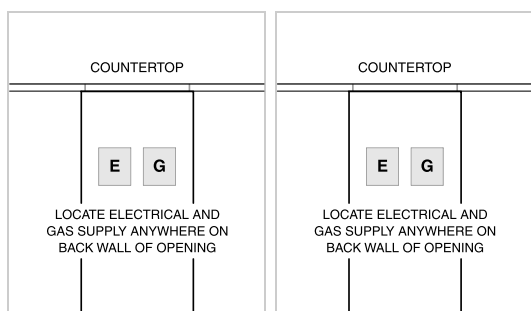 COUNTERTOP
E G
LOCATE ELECTRICAL AND
GAS SUPPLY ANYWHERE ON
BACK WALL OF OPENING
COUNTERTOP
E G
LOCATE ELECTRICAL AND
GAS SUPPLY ANYWHERE ON
BACK WALL OF OPENING